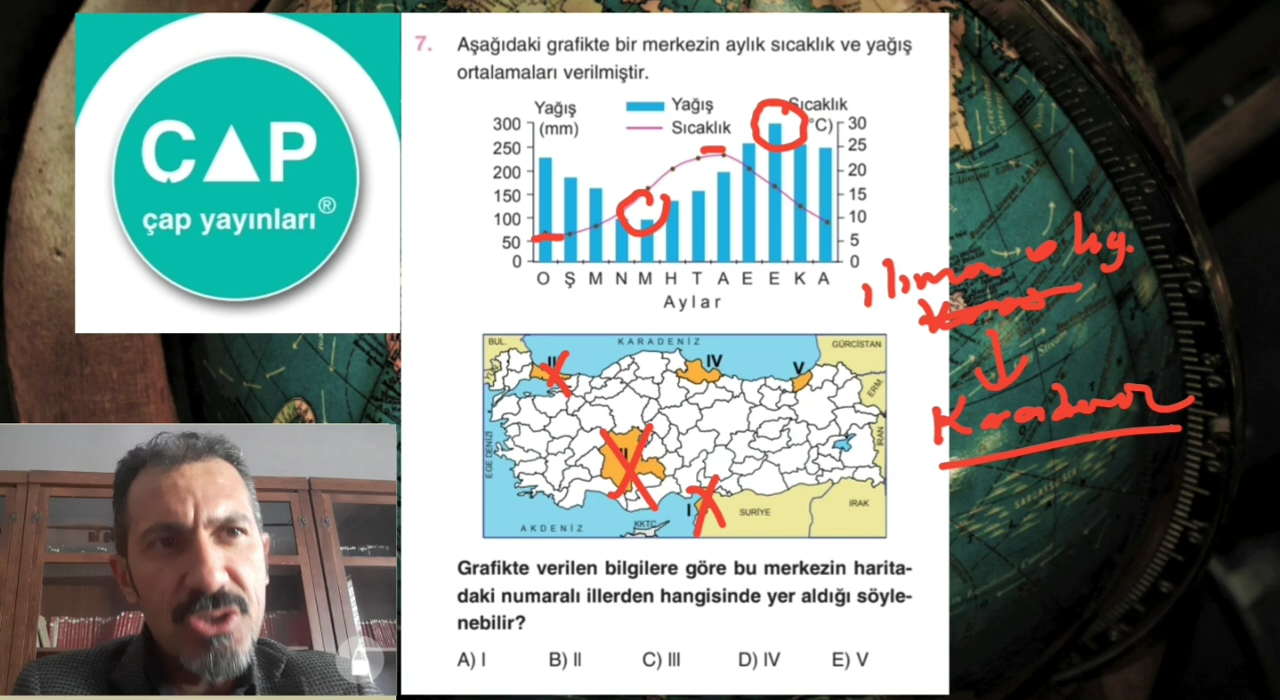 ÇAP
çap yayınları®
7. Aşağıdaki grafikte bir merkezin aylık sıcaklık ve yağış
ortalamaları verilmiştir.
Yağış
(mm)
Yağış
Sıcaklık
Sıcaklık
(°C)
300
250
200
150
100
50
0
30
25
20
15
10
5
0
O Ş M N M H T A E E K A
Aylar
ılıman oky.
Karadeniz
BUL.
KARADENİZ
GÜRCİSTAN
II
IV
V
ERM.
EGE DENİZİ
İRAN
I
SURİYE
IRAK
AKDENİZ
KKTC
Grafikte verilen bilgilere göre bu merkezin harita-
daki numaralı illerden hangisinde yer aldığı söyle-
nebilir?
A) I B) II C) III D) IV E) V